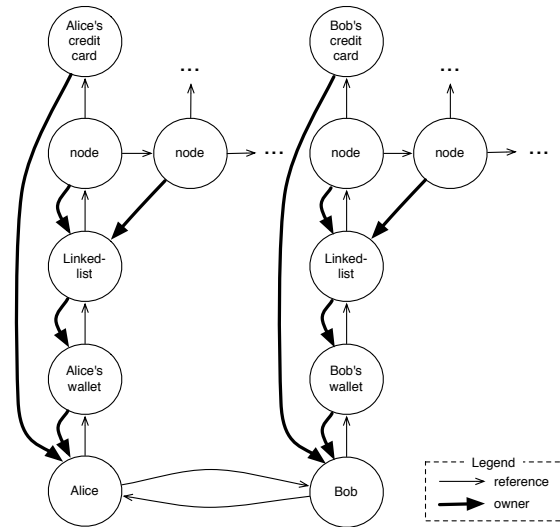 Alice's
credit
card
Bob's
credit
card
...
...
node
node
...
node
node
...
Linked-
list
Linked-
list
Alice's
wallet
Bob's
wallet
Alice
Bob
Legend
reference
owner